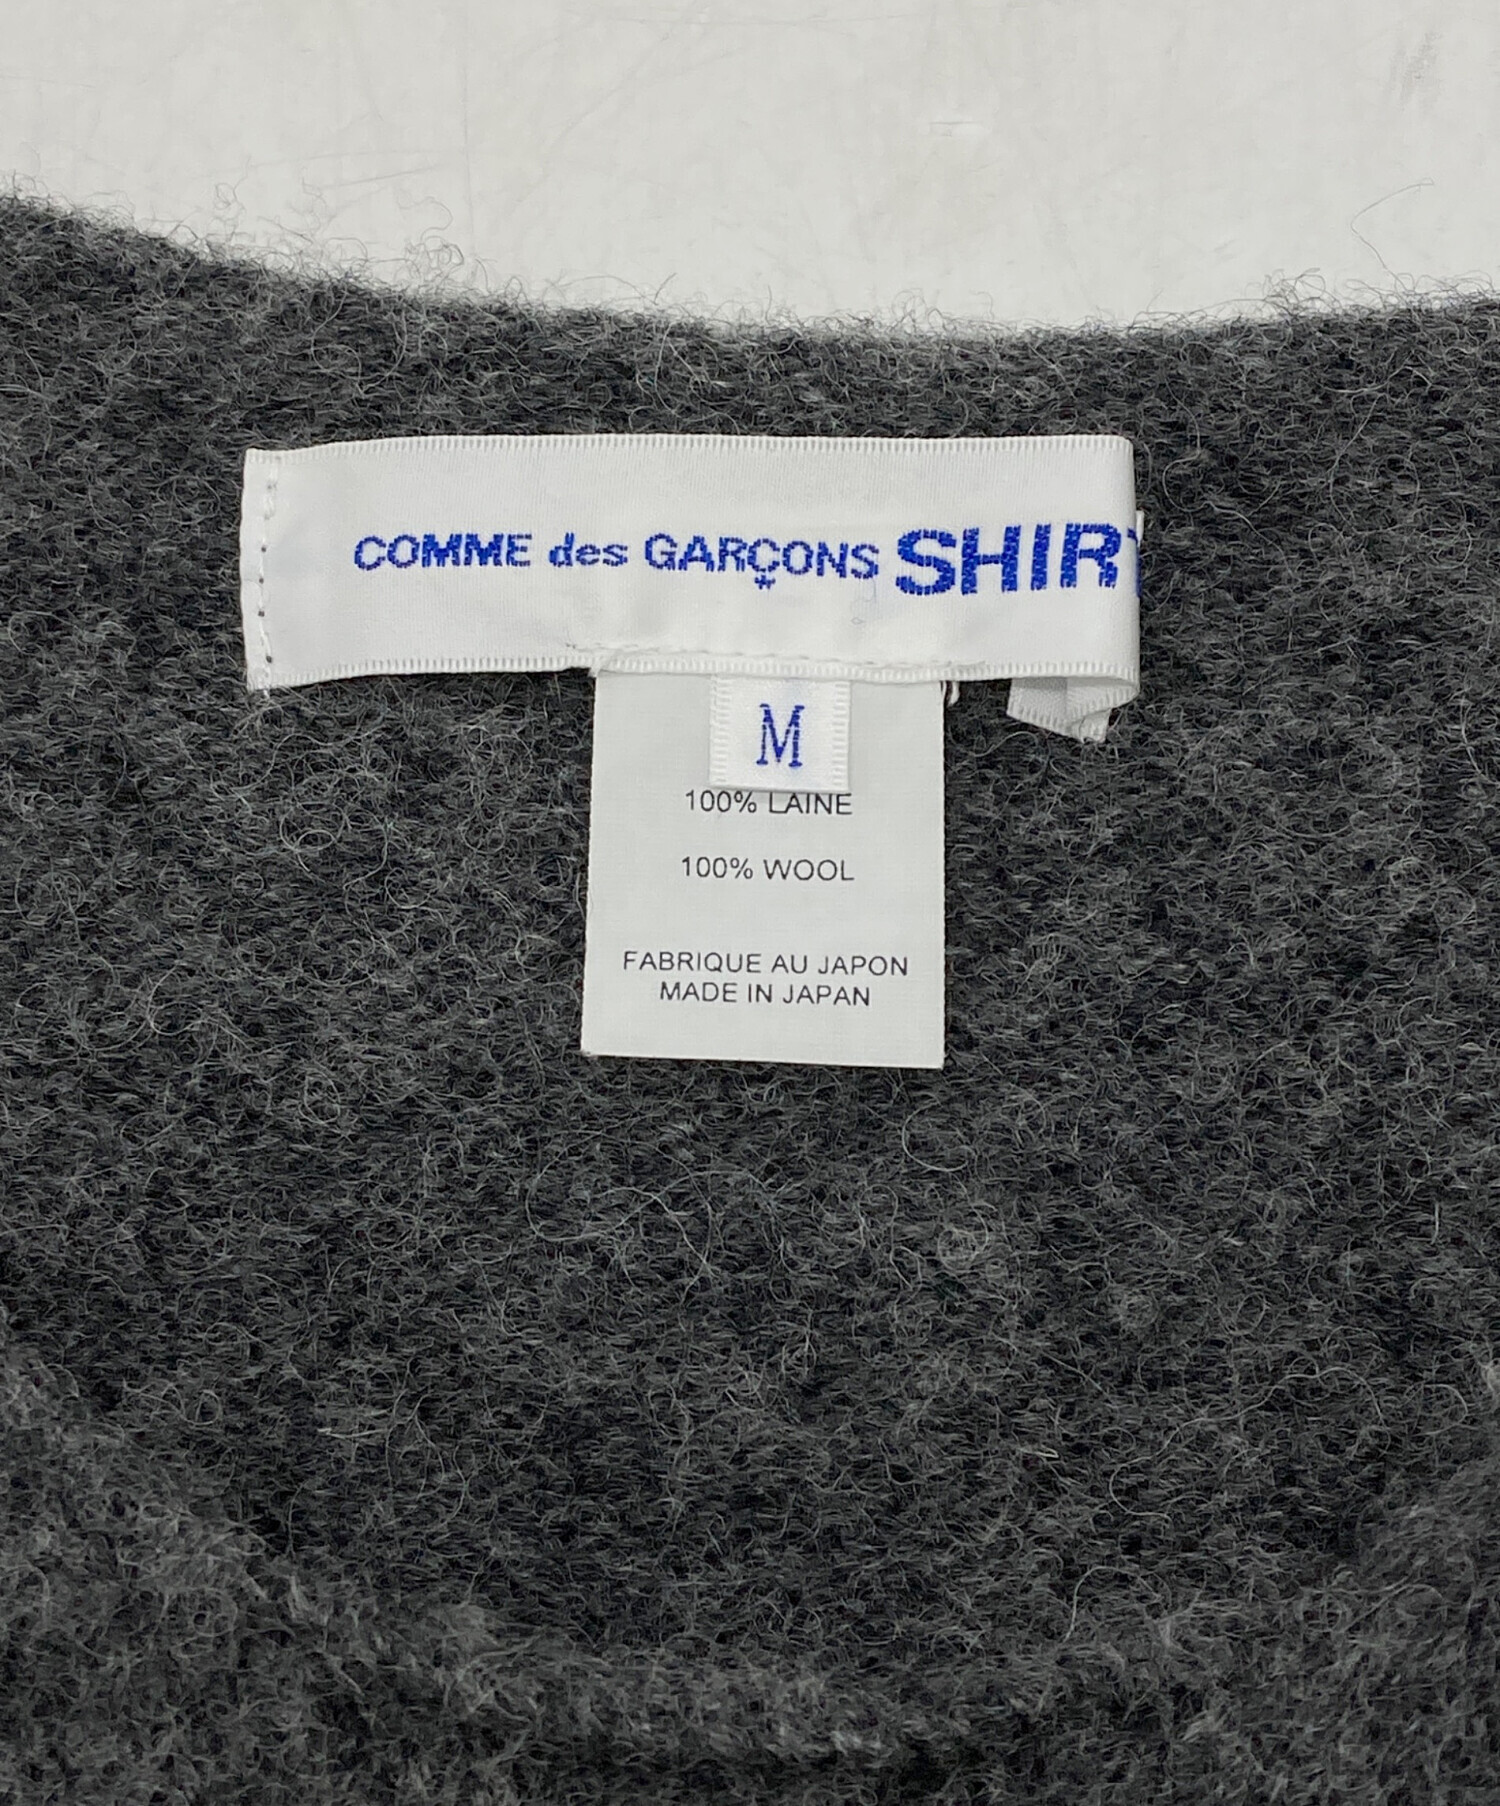 COMME des GARÇONS SHIRT
M
100% LAINE
100% WOOL
FABRIQUE AU JAPON
MADE IN JAPAN